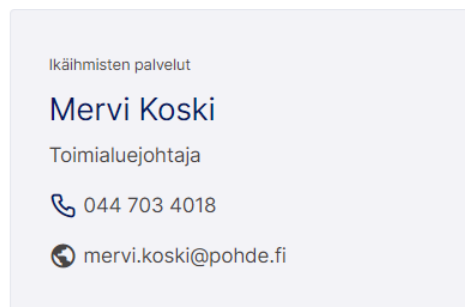 Ikäihmisten palvelut
Mervi Koski
Toimialuejohtaja
044 703 4018
mervi.koski@pohde.fi